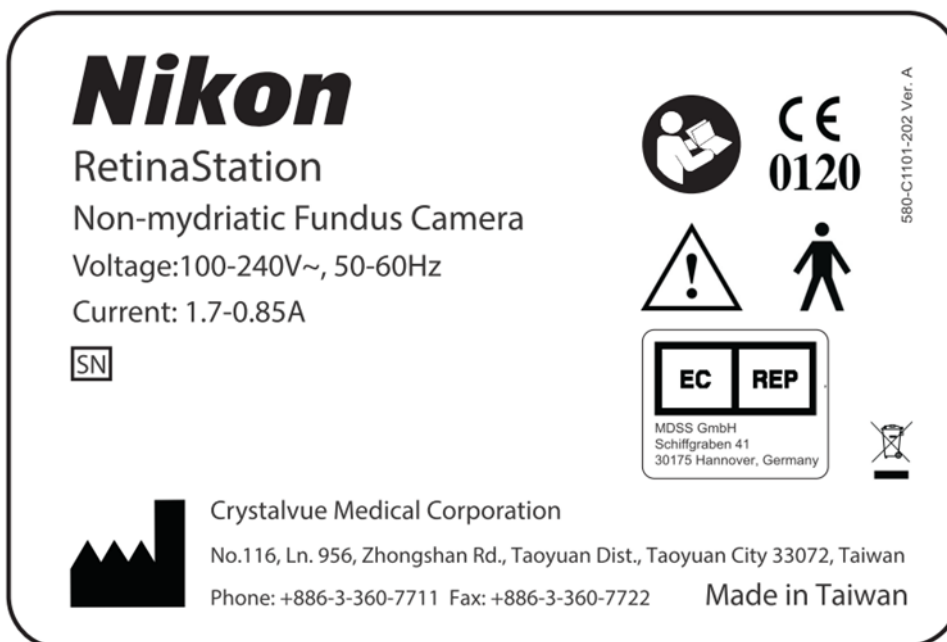 Nikon
RetinaStation
Non-mydriatic Fundus Camera
Voltage:100-240V~, 50-60Hz
Current: 1.7-0.85A
SN
CE
0120
580-C1101-202 Ver. A
EC REP
MDSS GmbH
Schiffgraben 41
30175 Hannover, Germany
Crystalvue Medical Corporation
No.116, Ln. 956, Zhongshan Rd., Taoyuan Dist., Taoyuan City 33072, Taiwan
Phone: +886-3-360-7711 Fax: +886-3-360-7722
Made in Taiwan